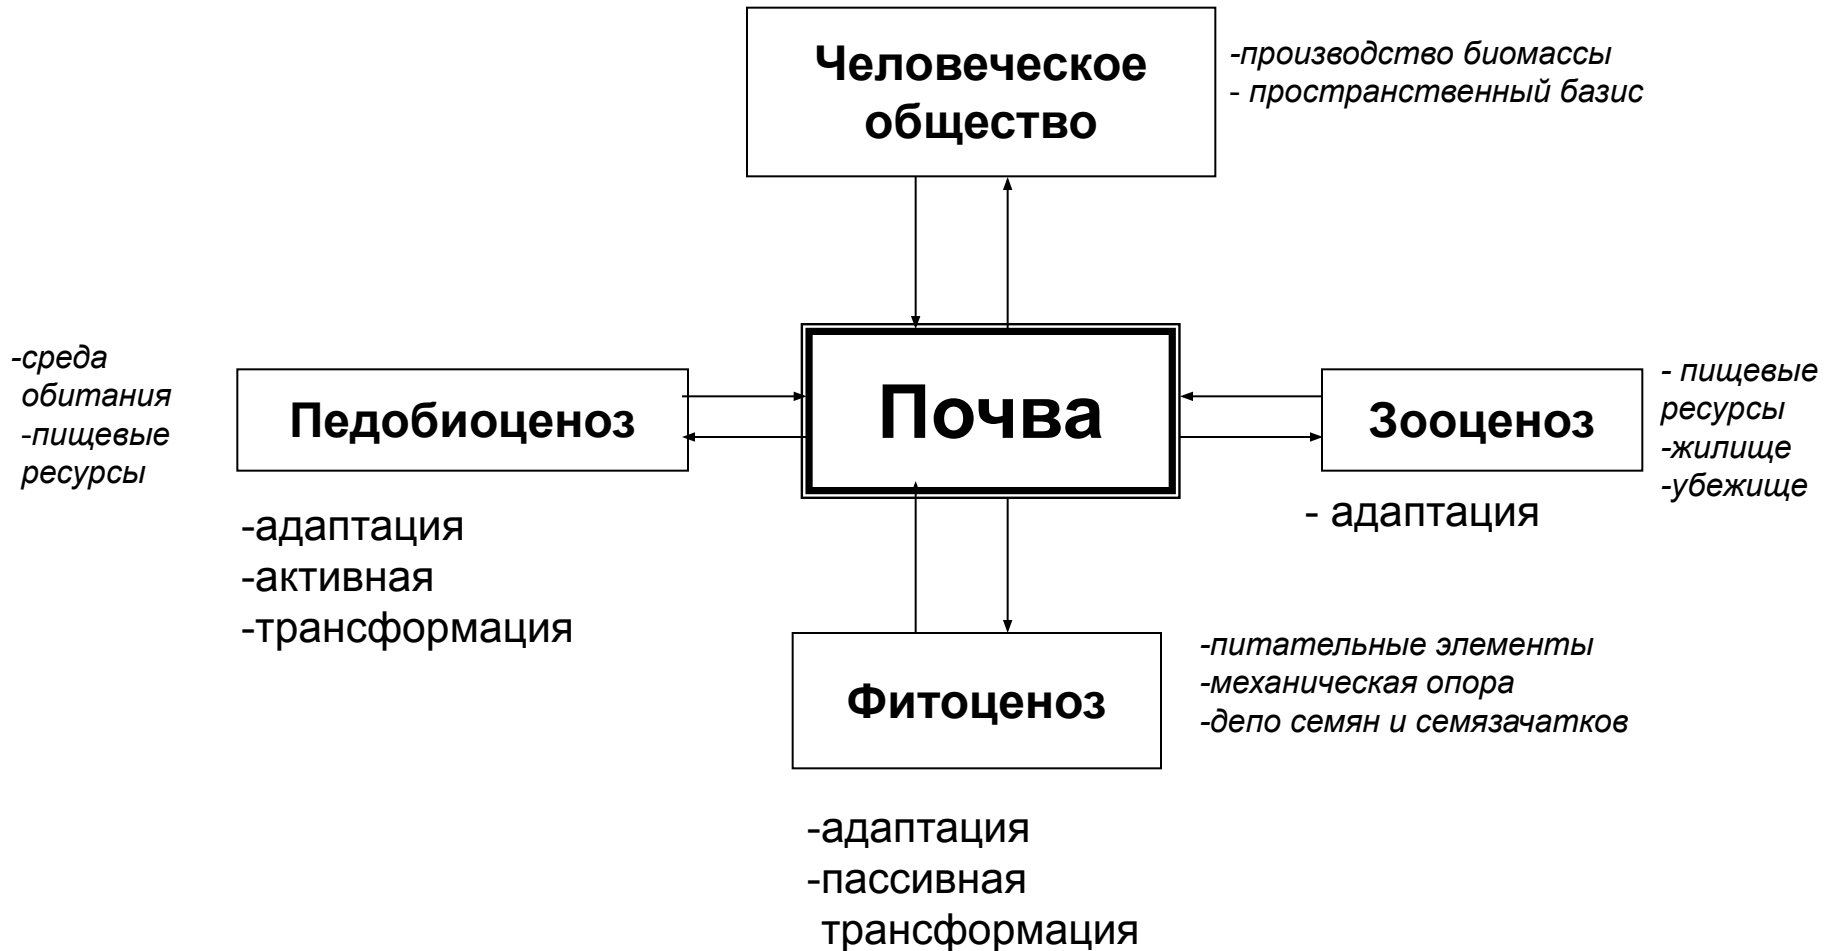 Человеческое
общество
-производство биомассы
- пространственный базис
-среда
обитания
-пищевые
ресурсы
Педобиоценоз
Почва
Зооценоз
- пищевые
ресурсы
-жилище
-убежище
-адаптация
-активная
-трансформация
- адаптация
Фитоценоз
-питательные элементы
-механическая опора
-депо семян и семязачатков
-адаптация
-пассивная
трансформация